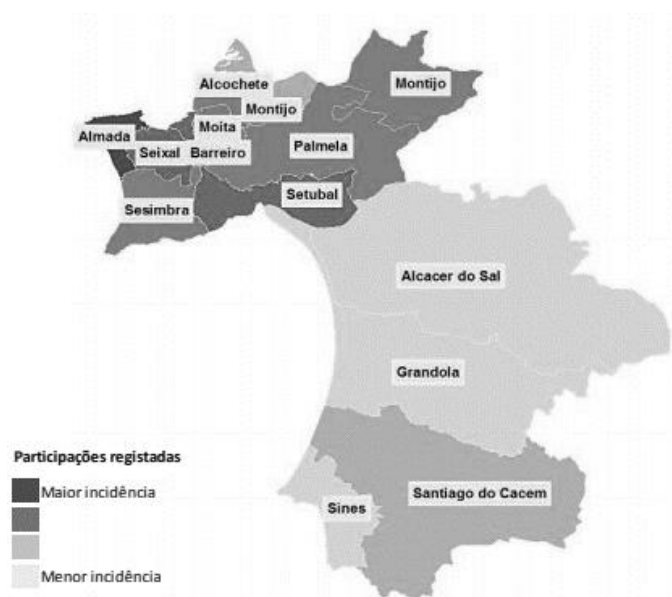 Alcochete
Montijo
Montijo
Almada
Moita
Seixal
Barreiro
Palmela
Setubal
Sesimbra
Alcacer do Sal
Grandola
Participações registadas
Maior incidência
Santiago do Cacem
Sines
Menor incidência